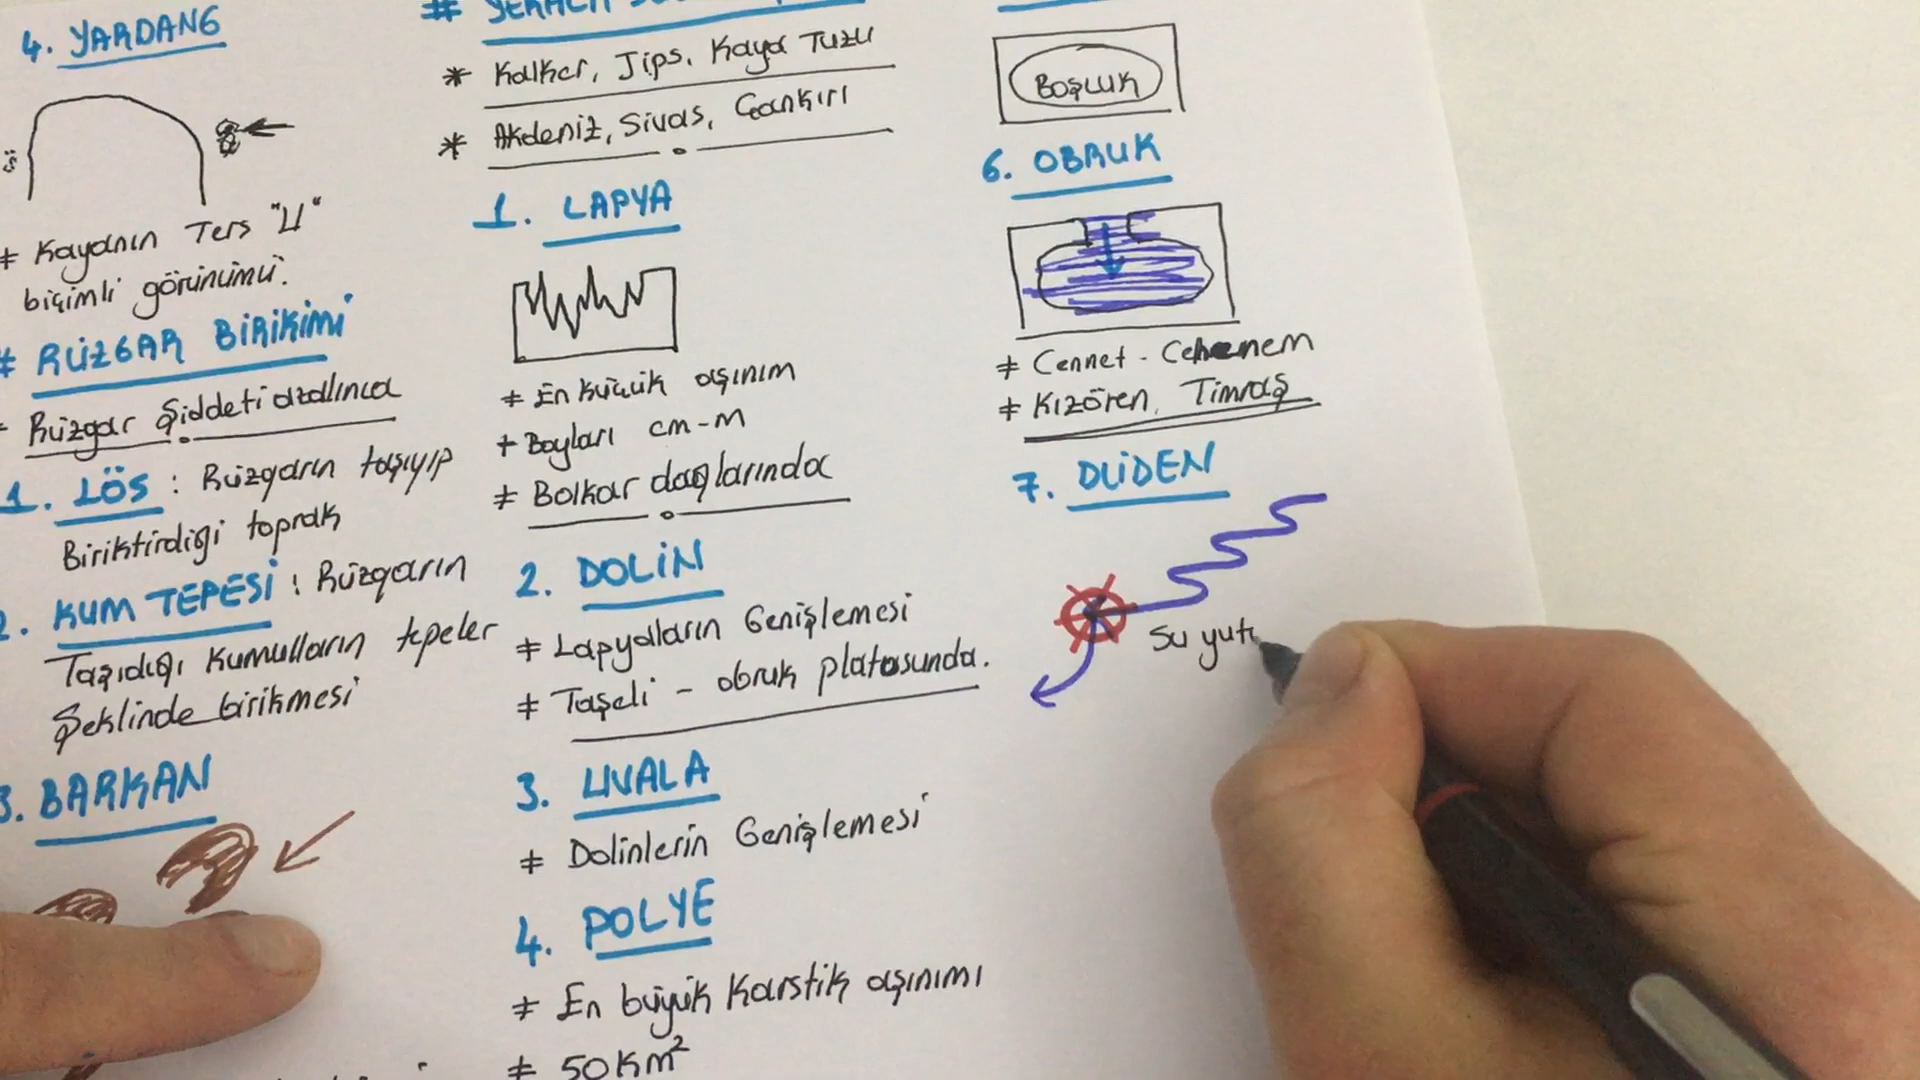 4. YARDANG
# Kayanın Ters "U"
biçimli görünümü.
# RÜZGAR BİRİKİMİ
Rüzgar Şiddeti azalınca
1. LÖS : Rüzgarın taşıyıp
Biriktirdiği toprak
2. KUM TEPESİ : Rüzgarın
Taşıdığı kumulların tepeler
Şeklinde birikmesi
3. BARKAN
#
* Kalker, Jips, Kaya Tuzu
* Akdeniz, Sivas, Çankırı
1. LAPYA
# En küçük aşınım
+ Boyları cm-m
# Bolkar dağlarında
2. DOLİN
# Lapyaların Genişlemesi
# Taşeli - obruk platosunda.
3. UVALA
# Dolinlerin Genişlemesi
4. POLYE
# En büyük Karstik aşınımı
# 50 Km²
BOŞLUK
6. OBRUK
# Cennet - Cehenem
# Kızören, Timraş
7. DÜDEN
Su yut